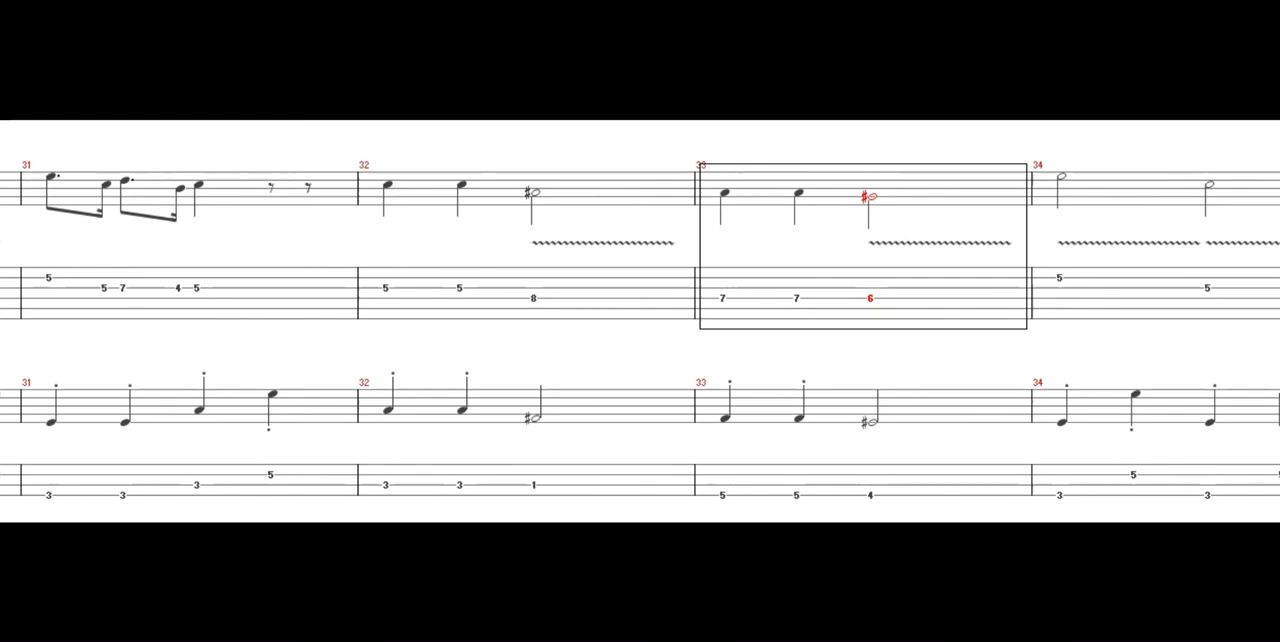 31 32 33 34
5
5 7 4 5 5 5 5
8 7 7 6
5
31 32 33 34
5 5
3 3 3 1
3 3 5 5 4 3 3